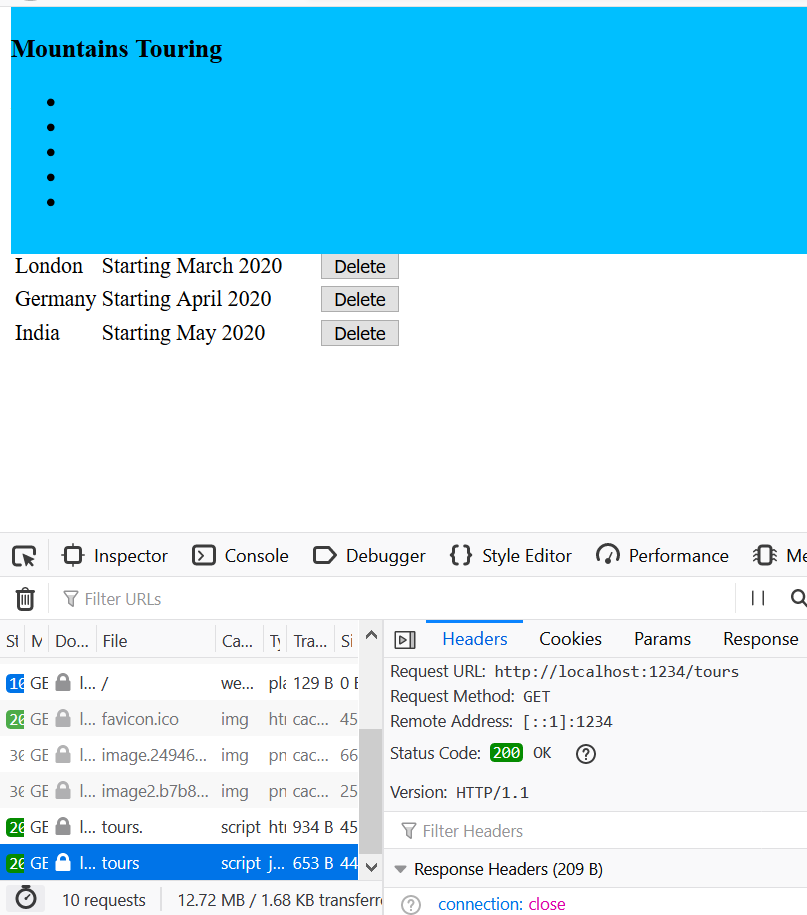 Mountains Touring
London Starting March 2020 Delete
Germany Starting April 2020 Delete
India Starting May 2020 Delete
Inspector Console Debugger Style Editor Performance Me
Filter URLs
St M Do... File Ca... Ty Tra... Si
Headers Cookies Params Response
10 GE l... / we... pla 129 B 0 B
20 GE l... favicon.ico img htr cac... 45
30 GE l... image.24946... img pn cac... 66
30 GE l... image2.b7b8... img pn cac... 25
20 GE l... tours. script htr 934 B 45
20 GE l... tours script j... 653 B 44
10 requests 12.72 MB / 1.68 KB transferre
Request URL: http://localhost:1234/tours
Request Method: GET
Remote Address: [::1]:1234
Status Code: 200 OK ?
Version: HTTP/1.1
Filter Headers
Response Headers (209 B)
? connection: close